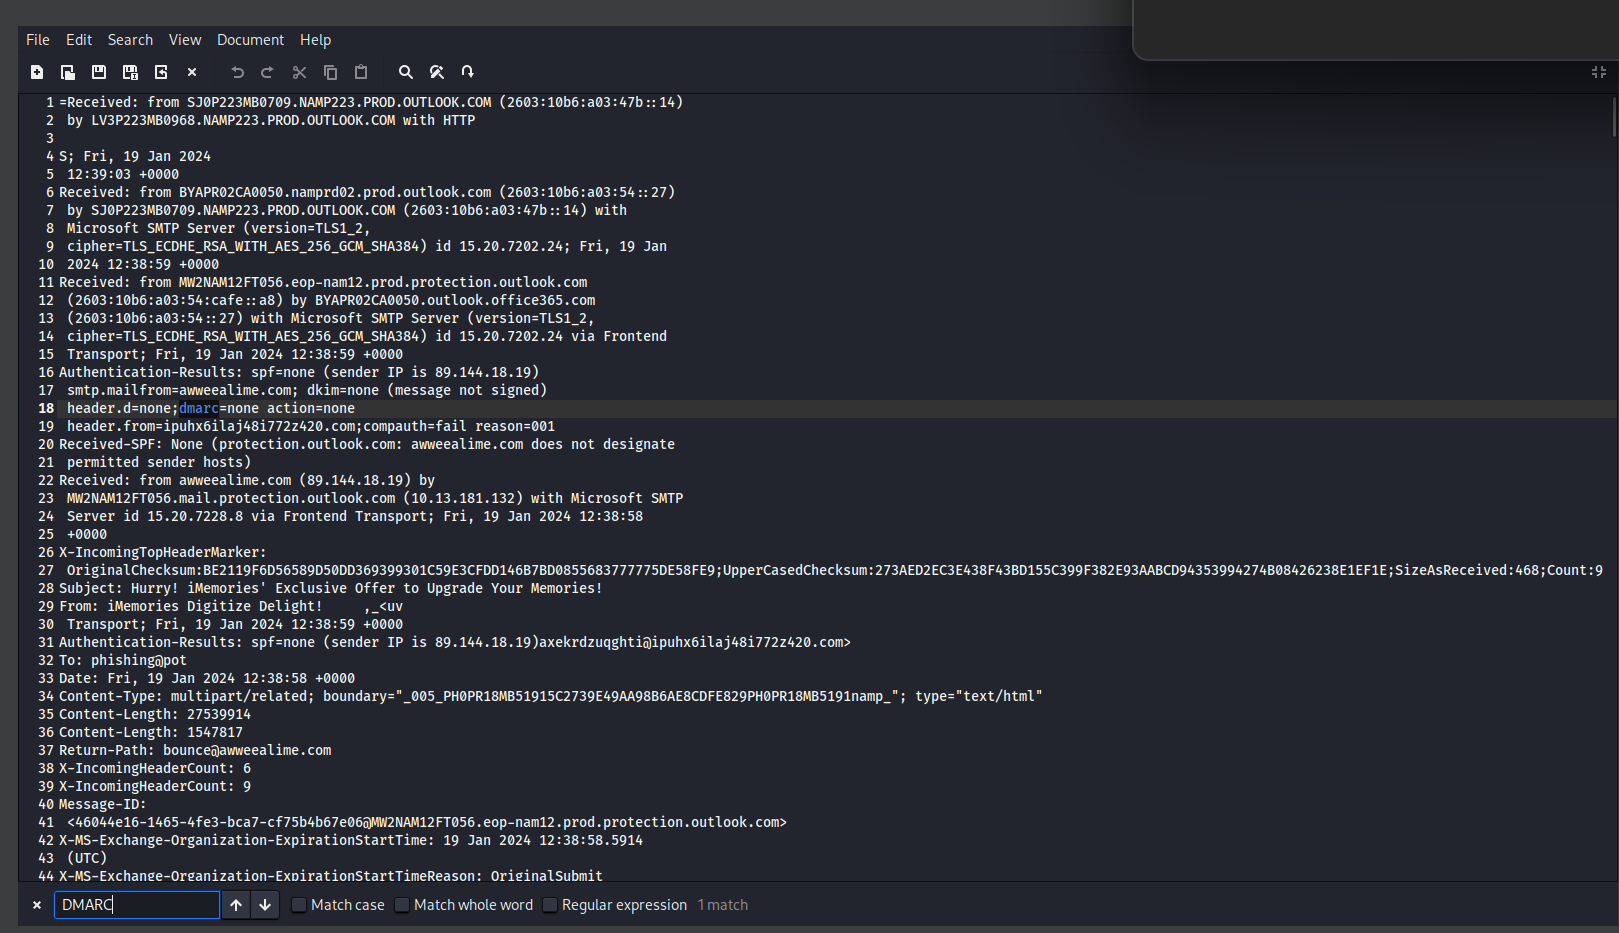 File Edit Search View Document Help
1 =Received: from SJ0P223MB0709.NAMP223.PROD.OUTLOOK.COM (2603:10b6:a03:47b::14)
2 by LV3P223MB0968.NAMP223.PROD.OUTLOOK.COM with HTTP
3
4 S; Fri, 19 Jan 2024
5 12:39:03 +0000
6 Received: from BYAPR02CA0050.namprd02.prod.outlook.com (2603:10b6:a03:54::27)
7 by SJ0P223MB0709.NAMP223.PROD.OUTLOOK.COM (2603:10b6:a03:47b::14) with
8 Microsoft SMTP Server (version=TLS1_2,
9 cipher=TLS_ECDHE_RSA_WITH_AES_256_GCM_SHA384) id 15.20.7202.24; Fri, 19 Jan
10 2024 12:38:59 +0000
11 Received: from MW2NAM12FT056.eop-nam12.prod.protection.outlook.com
12 (2603:10b6:a03:54:cafe::a8) by BYAPR02CA0050.outlook.office365.com
13 (2603:10b6:a03:54::27) with Microsoft SMTP Server (version=TLS1_2,
14 cipher=TLS_ECDHE_RSA_WITH_AES_256_GCM_SHA384) id 15.20.7202.24 via Frontend
15 Transport; Fri, 19 Jan 2024 12:38:59 +0000
16 Authentication-Results: spf=none (sender IP is 89.144.18.19)
17 smtp.mailfrom=awweealime.com; dkim=none (message not signed)
18 header.d=none;dmarc=none action=none
19 header.from=ipuhx6ilaj48i772z420.com;compauth=fail reason=001
20 Received-SPF: None (protection.outlook.com: awweealime.com does not designate
21 permitted sender hosts)
22 Received: from awweealime.com (89.144.18.19) by
23 MW2NAM12FT056.mail.protection.outlook.com (10.13.181.132) with Microsoft SMTP
24 Server id 15.20.7228.8 via Frontend Transport; Fri, 19 Jan 2024 12:38:58
25 +0000
26 X-IncomingTopHeaderMarker:
27 OriginalChecksum:BE2119F6D56589D50DD369399301C59E3CFDD146B7BD0855683777775DE58FE9;UpperCasedChecksum:273AED2EC3E438F43BD155C399F382E93AABCD94353994274B08426238E1EF1E;SizeAsReceived:468;Count:9
28 Subject: Hurry! iMemories' Exclusive Offer to Upgrade Your Memories!
29 From: iMemories Digitize Delight!     ,_<uv
30 Transport; Fri, 19 Jan 2024 12:38:59 +0000
31 Authentication-Results: spf=none (sender IP is 89.144.18.19)axekrdzuqghti@ipuhx6ilaj48i772z420.com>
32 To: phishing@pot
33 Date: Fri, 19 Jan 2024 12:38:58 +0000
34 Content-Type: multipart/related; boundary="_005_PH0PR18MB51915C2739E49AA98B6AE8CDFE829PH0PR18MB5191namp_"; type="text/html"
35 Content-Length: 27539914
36 Content-Length: 1547817
37 Return-Path: bounce@awweealime.com
38 X-IncomingHeaderCount: 6
39 X-IncomingHeaderCount: 9
40 Message-ID:
41 <46044e16-1465-4fe3-bca7-cf75b4b67e06@MW2NAM12FT056.eop-nam12.prod.protection.outlook.com>
42 X-MS-Exchange-Organization-ExpirationStartTime: 19 Jan 2024 12:38:58.5914
43 (UTC)
44 X-MS-Exchange-Organization-ExpirationStartTimeReason: OriginalSubmit
DMARC Match case Match whole word Regular expression 1 match